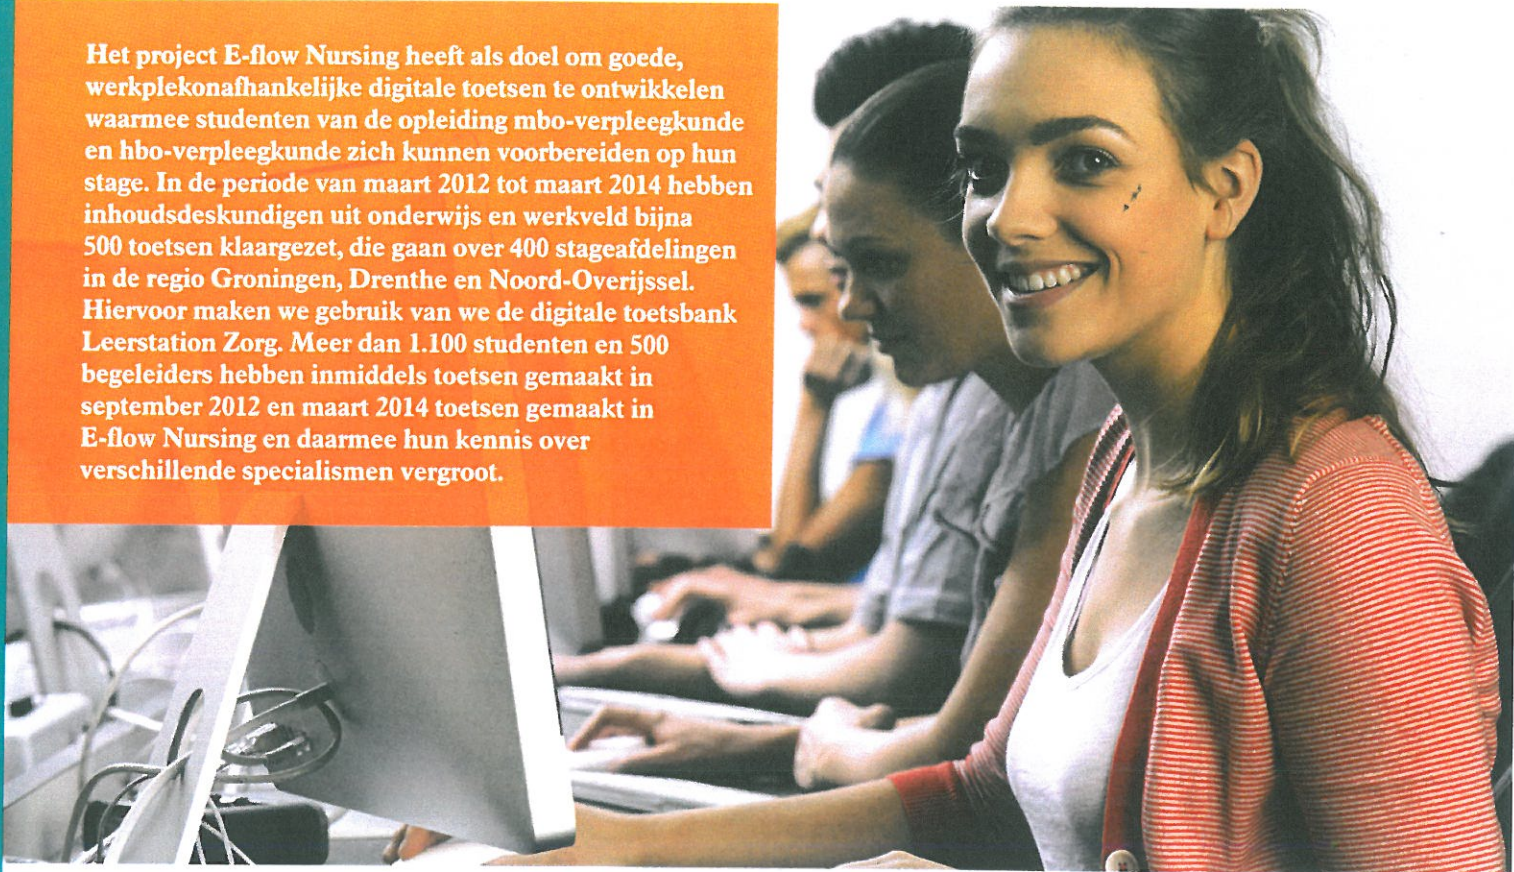 Het project E-flow Nursing heeft als doel om goede,
werkplekonafhankelijke digitale toetsen te ontwikkelen
waarmee studenten van de opleiding mbo-verpleegkunde
en hbo-verpleegkunde zich kunnen voorbereiden op hun
stage. In de periode van maart 2012 tot maart 2014 hebben
inhoudsdeskundigen uit onderwijs en werkveld bijna
500 toetsen klaargezet, die gaan over 400 stageafdelingen
in de regio Groningen, Drenthe en Noord-Overijssel.
Hiervoor maken we gebruik van we de digitale toetsbank
Leerstation Zorg. Meer dan 1.100 studenten en 500
begeleiders hebben inmiddels toetsen gemaakt in
september 2012 en maart 2014 toetsen gemaakt in
E-flow Nursing en daarmee hun kennis over
verschillende specialismen vergroot.